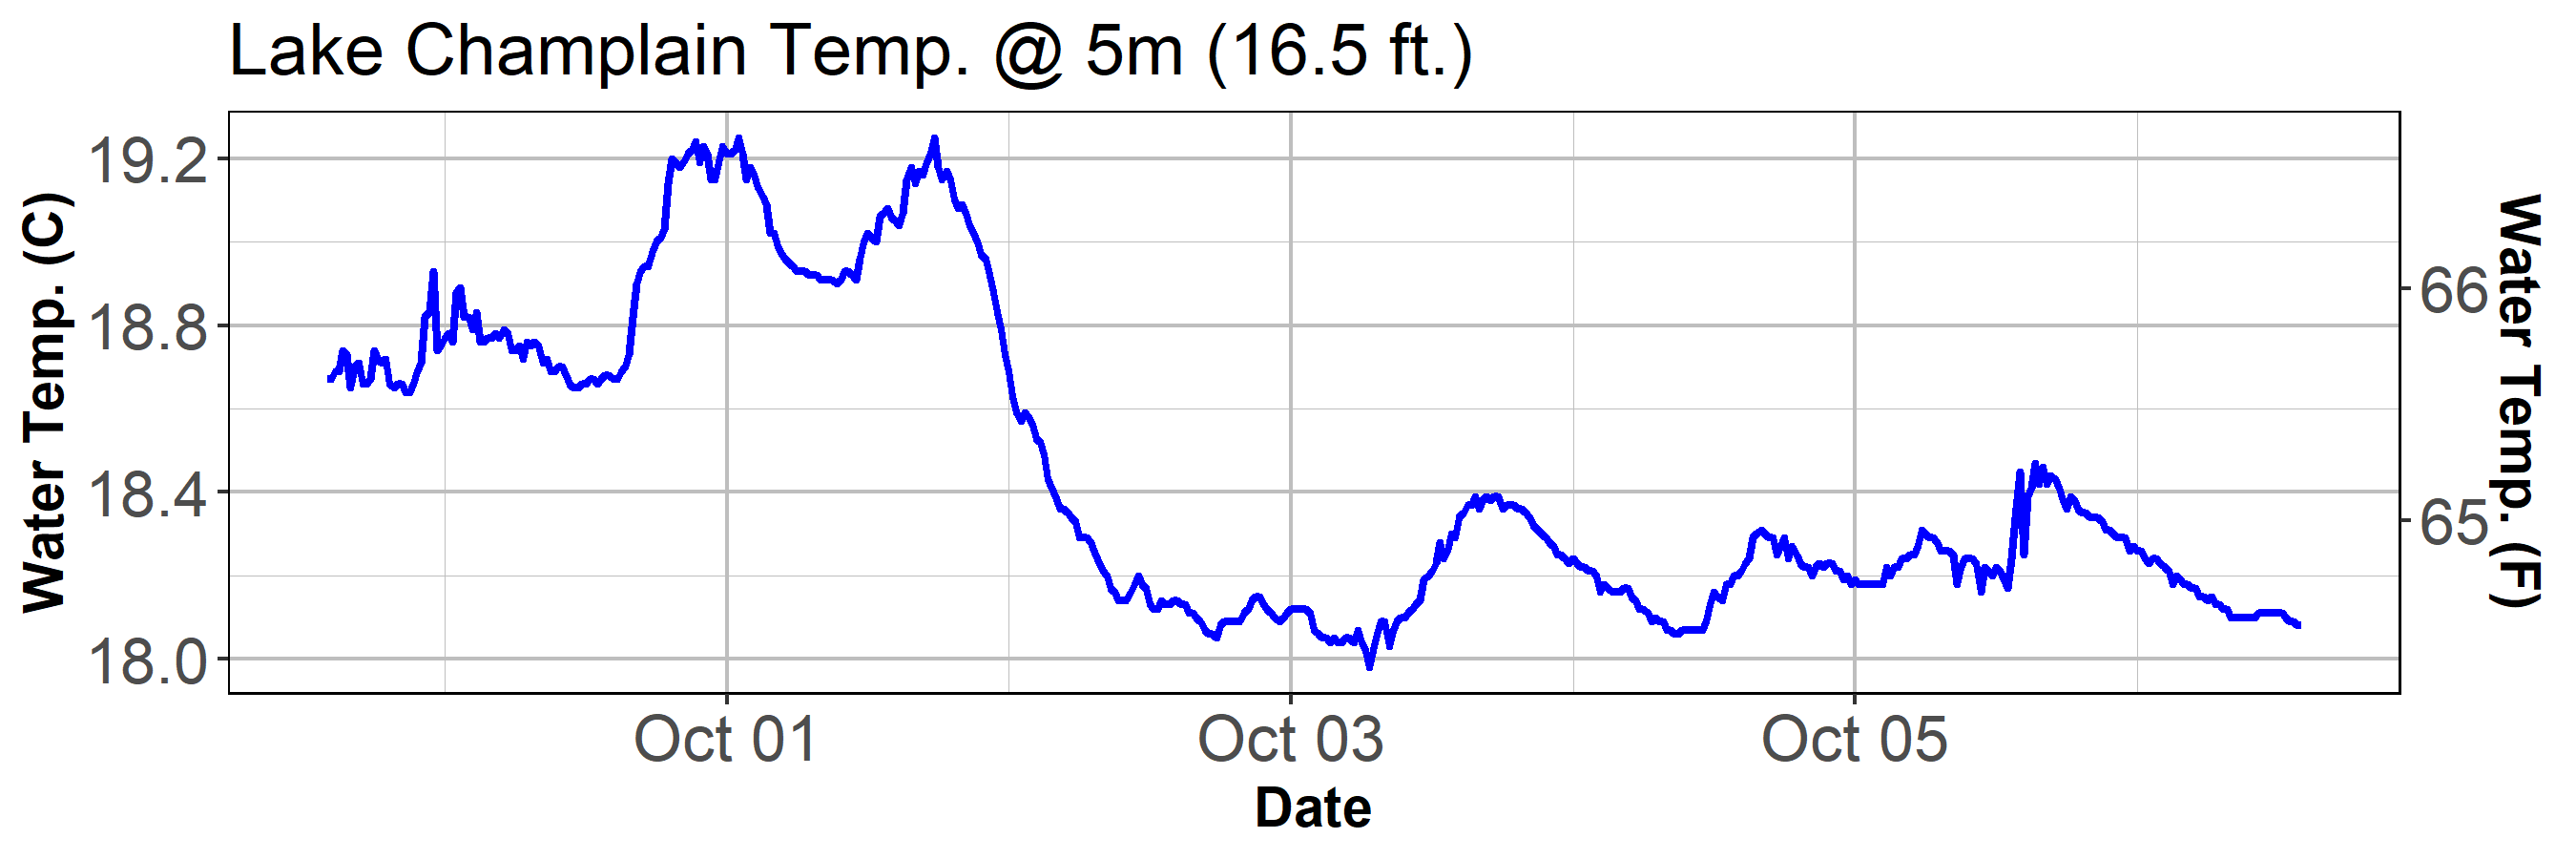 Lake Champlain Temp. @ 5m (16.5 ft.)
Water Temp. (C)
19.2
18.8
18.4
18.0
66
65
Water Temp. (F)
Oct 01 Oct 03 Oct 05
Date